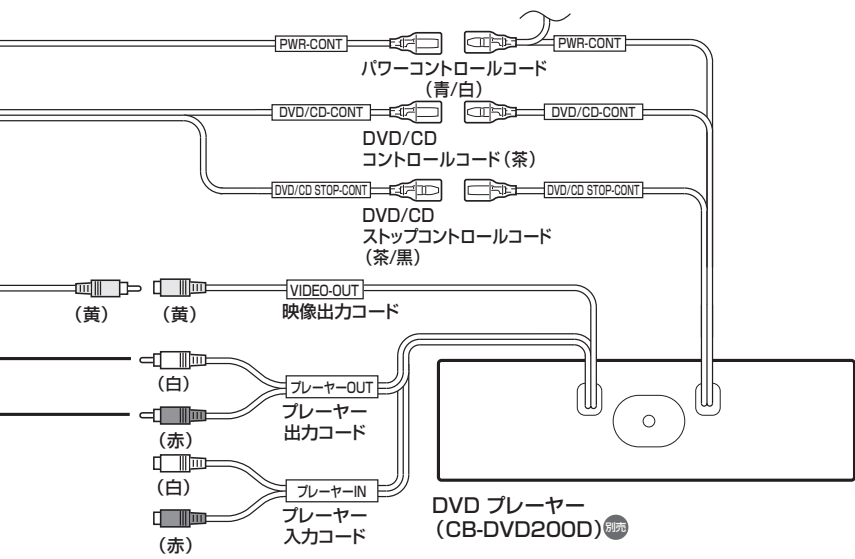 PWR-CONT
PWR-CONT
パワーコントロールコード
（青/白）
DVD/CD-CONT
DVD/CD-CONT
DVD/CD
コントロールコード（茶）
DVD/CD STOP-CONT
DVD/CD STOP-CONT
DVD/CD
ストップコントロールコード
（茶/黒）
VIDEO-OUT
（黄）
（黄）
映像出力コード
（白）
プレーヤーOUT
プレーヤー
出力コード
（赤）
（白）
プレーヤーIN
プレーヤー
入力コード
（赤）
DVD プレーヤー
（CB-DVD200D）別売